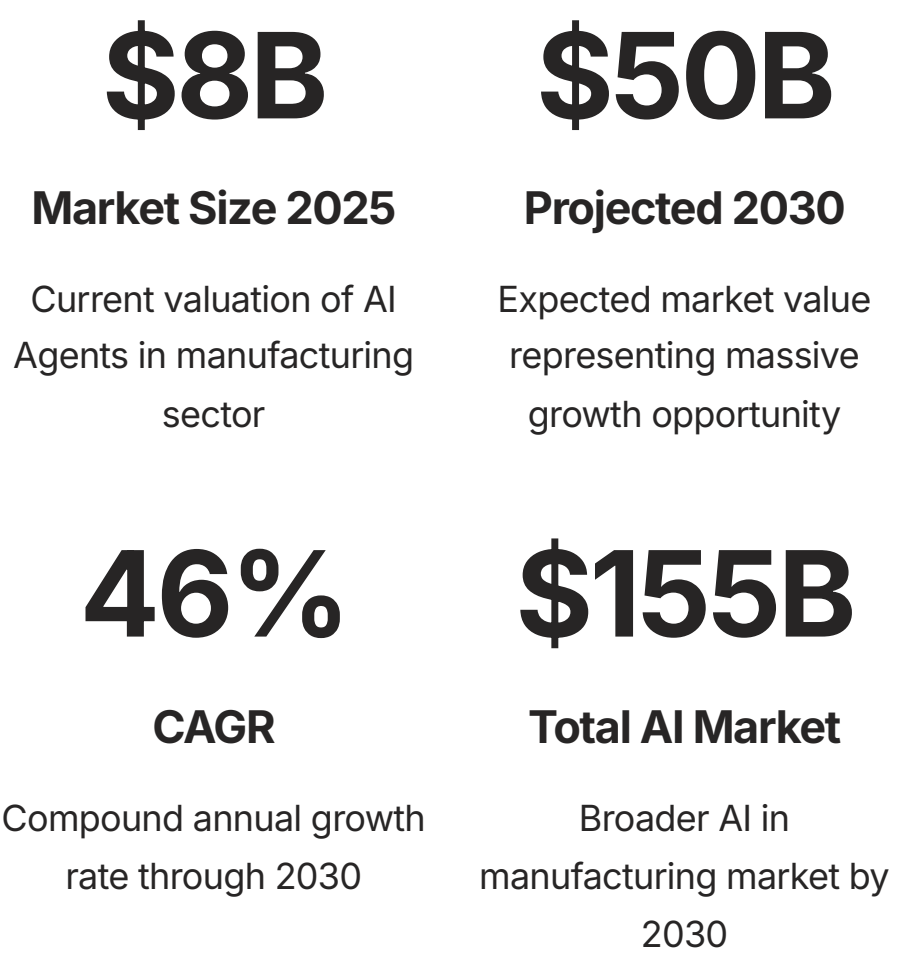 $8B
Market Size 2025
Current valuation of AI
Agents in manufacturing
sector
$50B
Projected 2030
Expected market value
representing massive
growth opportunity
46%
CAGR
Compound annual growth
rate through 2030
$155B
Total AI Market
Broader AI in
manufacturing market by
2030